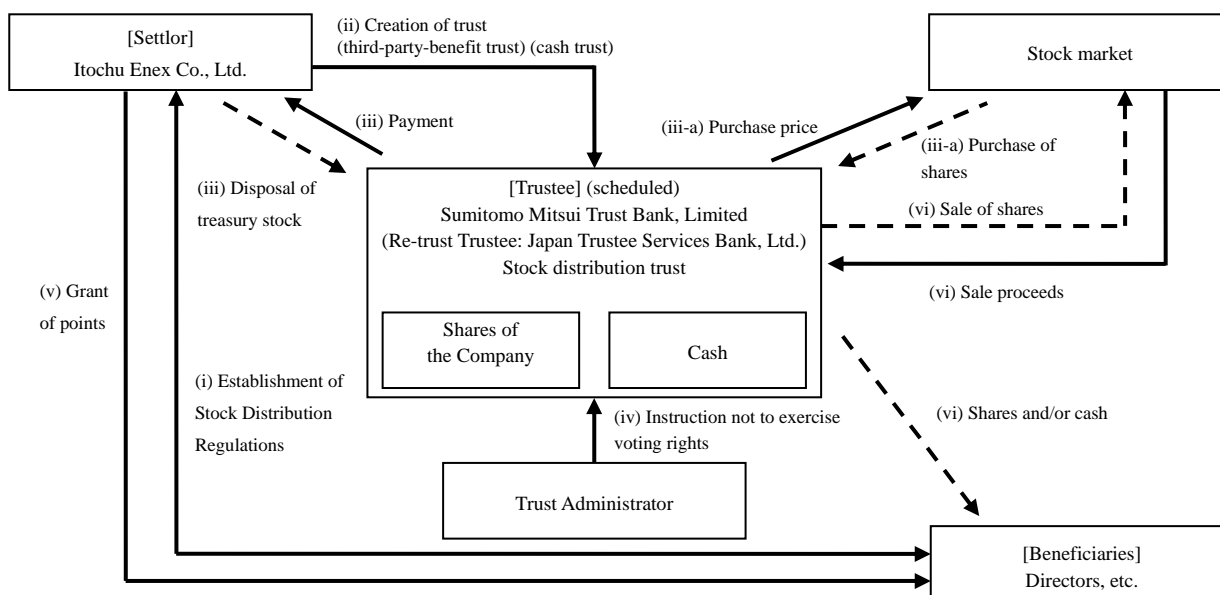 [Settlor]
Itochu Enex Co., Ltd.
(ii) Creation of trust
(third-party-benefit trust) (cash trust)
Stock market
(iii) Payment
(iii-a) Purchase price
(iii-a) Purchase of
shares
(iii) Disposal of
treasury stock
[Trustee] (scheduled)
Sumitomo Mitsui Trust Bank, Limited
(Re-trust Trustee: Japan Trustee Services Bank, Ltd.)
Stock distribution trust
(vi) Sale of shares
(vi) Sale proceeds
(v) Grant
of points
Shares of
the Company
Cash
(i) Establishment of
Stock Distribution
Regulations
(iv) Instruction not to exercise
voting rights
(vi) Shares and/or cash
Trust Administrator
[Beneficiaries]
Directors, etc.